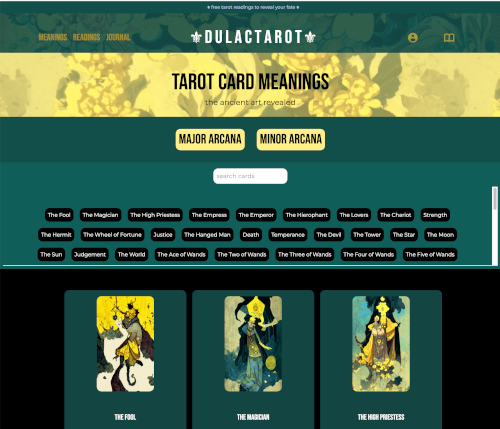 ⚜ free tarot readings to reveal your fate ⚜
MEANINGS READINGS JOURNAL
⚜DULACTAROT⚜
TAROT CARD MEANINGS
the ancient art revealed
MAJOR ARCANA MINOR ARCANA
search cards
The Fool The Magician The High Priestess The Empress The Emperor The Hierophant The Lovers The Chariot Strength
The Hermit The Wheel of Fortune Justice The Hanged Man Death Temperance The Devil The Tower The Star The Moon
The Sun Judgement The World The Ace of Wands The Two of Wands The Three of Wands The Four of Wands The Five of Wands
THE FOOL THE MAGICIAN THE HIGH PRIESTESS